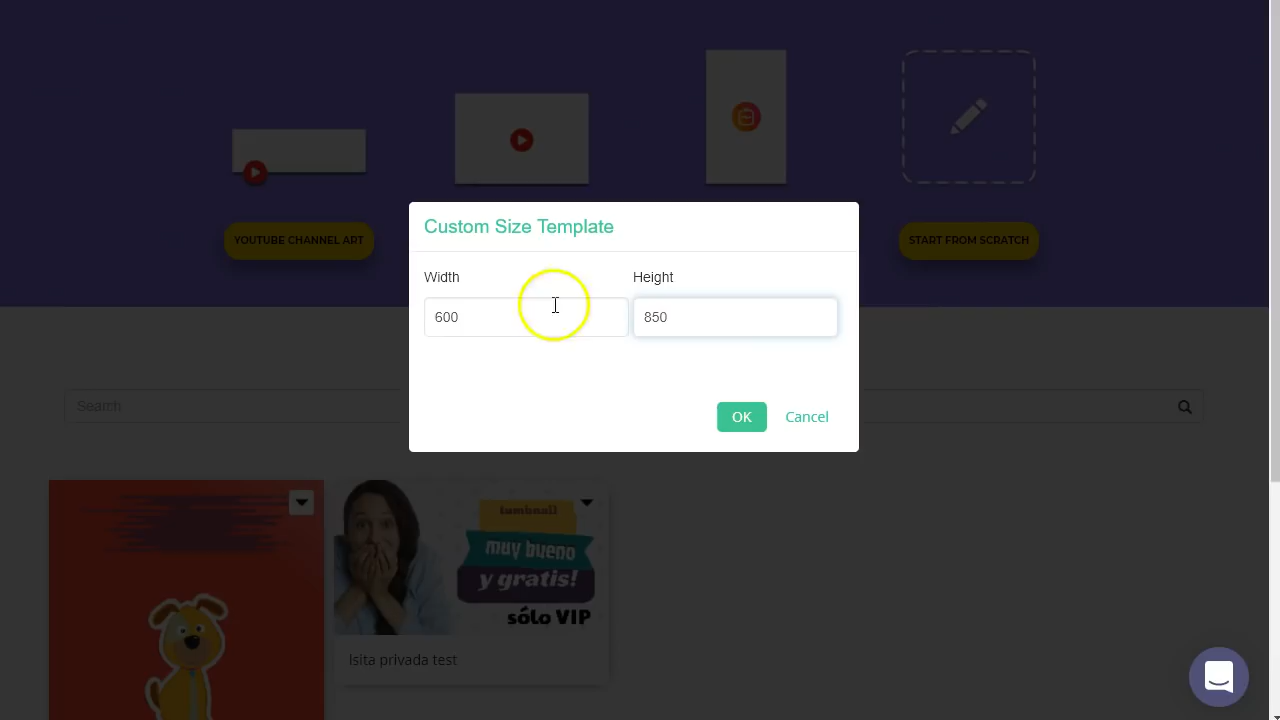 YOUTUBE CHANNEL ART
START FROM SCRATCH
Custom Size Template
Width
Height
600
850
OK
Cancel
Search
tumbnail
muy bueno
y gratis!
sólo VIP
Isita privada test